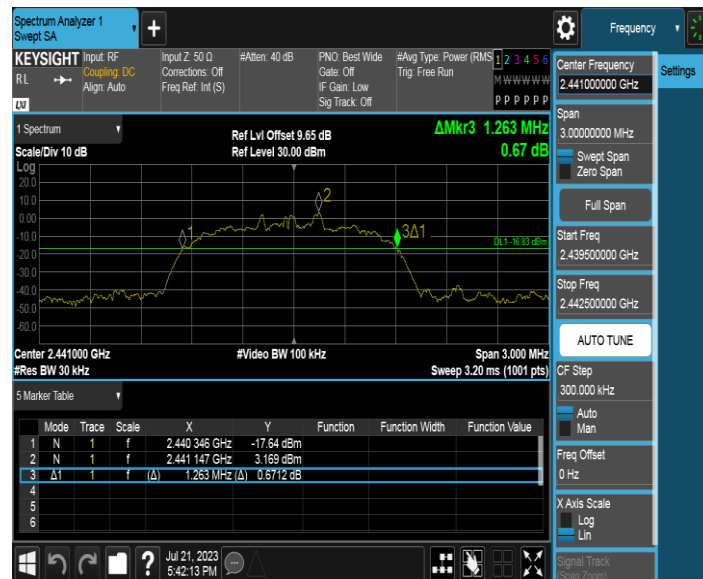 Spectrum Analyzer 1
Swept SA
+
Frequency
KEYSIGHT Input: RF
RL
Coupling: DC
Align: Auto
LXI
Input Z: 50 Ω
Corrections: Off
Freq Ref: Int (S)
#Atten: 40 dB
PNO: Best Wide
Gate: Off
IF Gain: Low
Sig Track: Off
#Avg Type: Power (RMS
Trig: Free Run
1 2 3 4 5 6
M W W W W W
P P P P P P
Settings
Center Frequency
2.441000000 GHz
Span
3.00000000 MHz
Swept Span
Zero Span
Full Span
Start Freq
2.439500000 GHz
Stop Freq
2.442500000 GHz
AUTO TUNE
CF Step
300.000 kHz
Auto
Man
Freq Offset
0 Hz
X Axis Scale
Log
Lin
Signal Track
(Span Zoom)
1 Spectrum
Scale/Div 10 dB
Ref Lvl Offset 9.65 dB
Ref Level 30.00 dBm
ΔMkr3 1.263 MHz
0.67 dB
Log
20.0
10.0
0.00
-10.0
-20.0
-30.0
-40.0
-50.0
-60.0
1
2
3Δ1
DL1 -16.83 dBm
Center 2.441000 GHz
#Res BW 30 kHz
#Video BW 100 kHz
Span 3.000 MHz
Sweep 3.20 ms (1001 pts)
5 Marker Table
Mode Trace Scale X Y Function Function Width Function Value
1 N 1 f 2.440 346 GHz -17.64 dBm
2 N 1 f 2.441 147 GHz 3.169 dBm
3 Δ1 1 f (Δ) 1.263 MHz (Δ) 0.6712 dB
4
5
6
?
Jul 21, 2023
5:42:13 PM